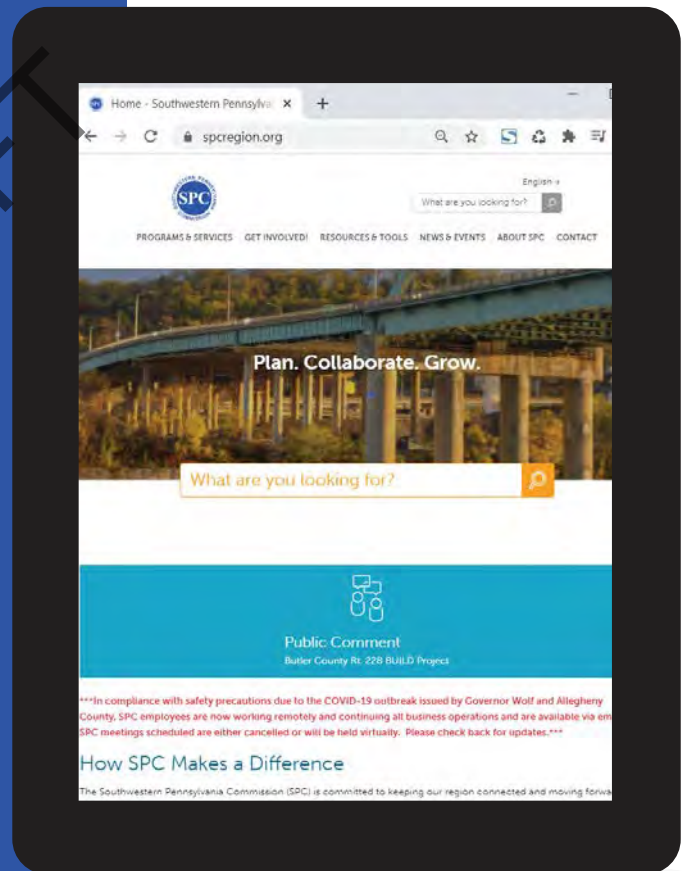 Home - Southwestern Pennsylva
spcregion.org
English
SPC
What are you looking for?
PROGRAMS & SERVICES GET INVOLVED! RESOURCES & TOOLS NEWS & EVENTS ABOUT SPC CONTACT
Plan. Collaborate. Grow.
What are you looking for?
Public Comment
Butler County Rt. 228 BUILD Project
***In compliance with safety precautions due to the COVID-19 outbreak issued by Governor Wolf and Allegheny
County, SPC employees are now working remotely and continuing all business operations and are available via em
SPC meetings scheduled are either cancelled or will be held virtually. Please check back for updates.***
How SPC Makes a Difference
The Southwestern Pennsylvania Commission (SPC) is committed to keeping our region connected and moving forwa